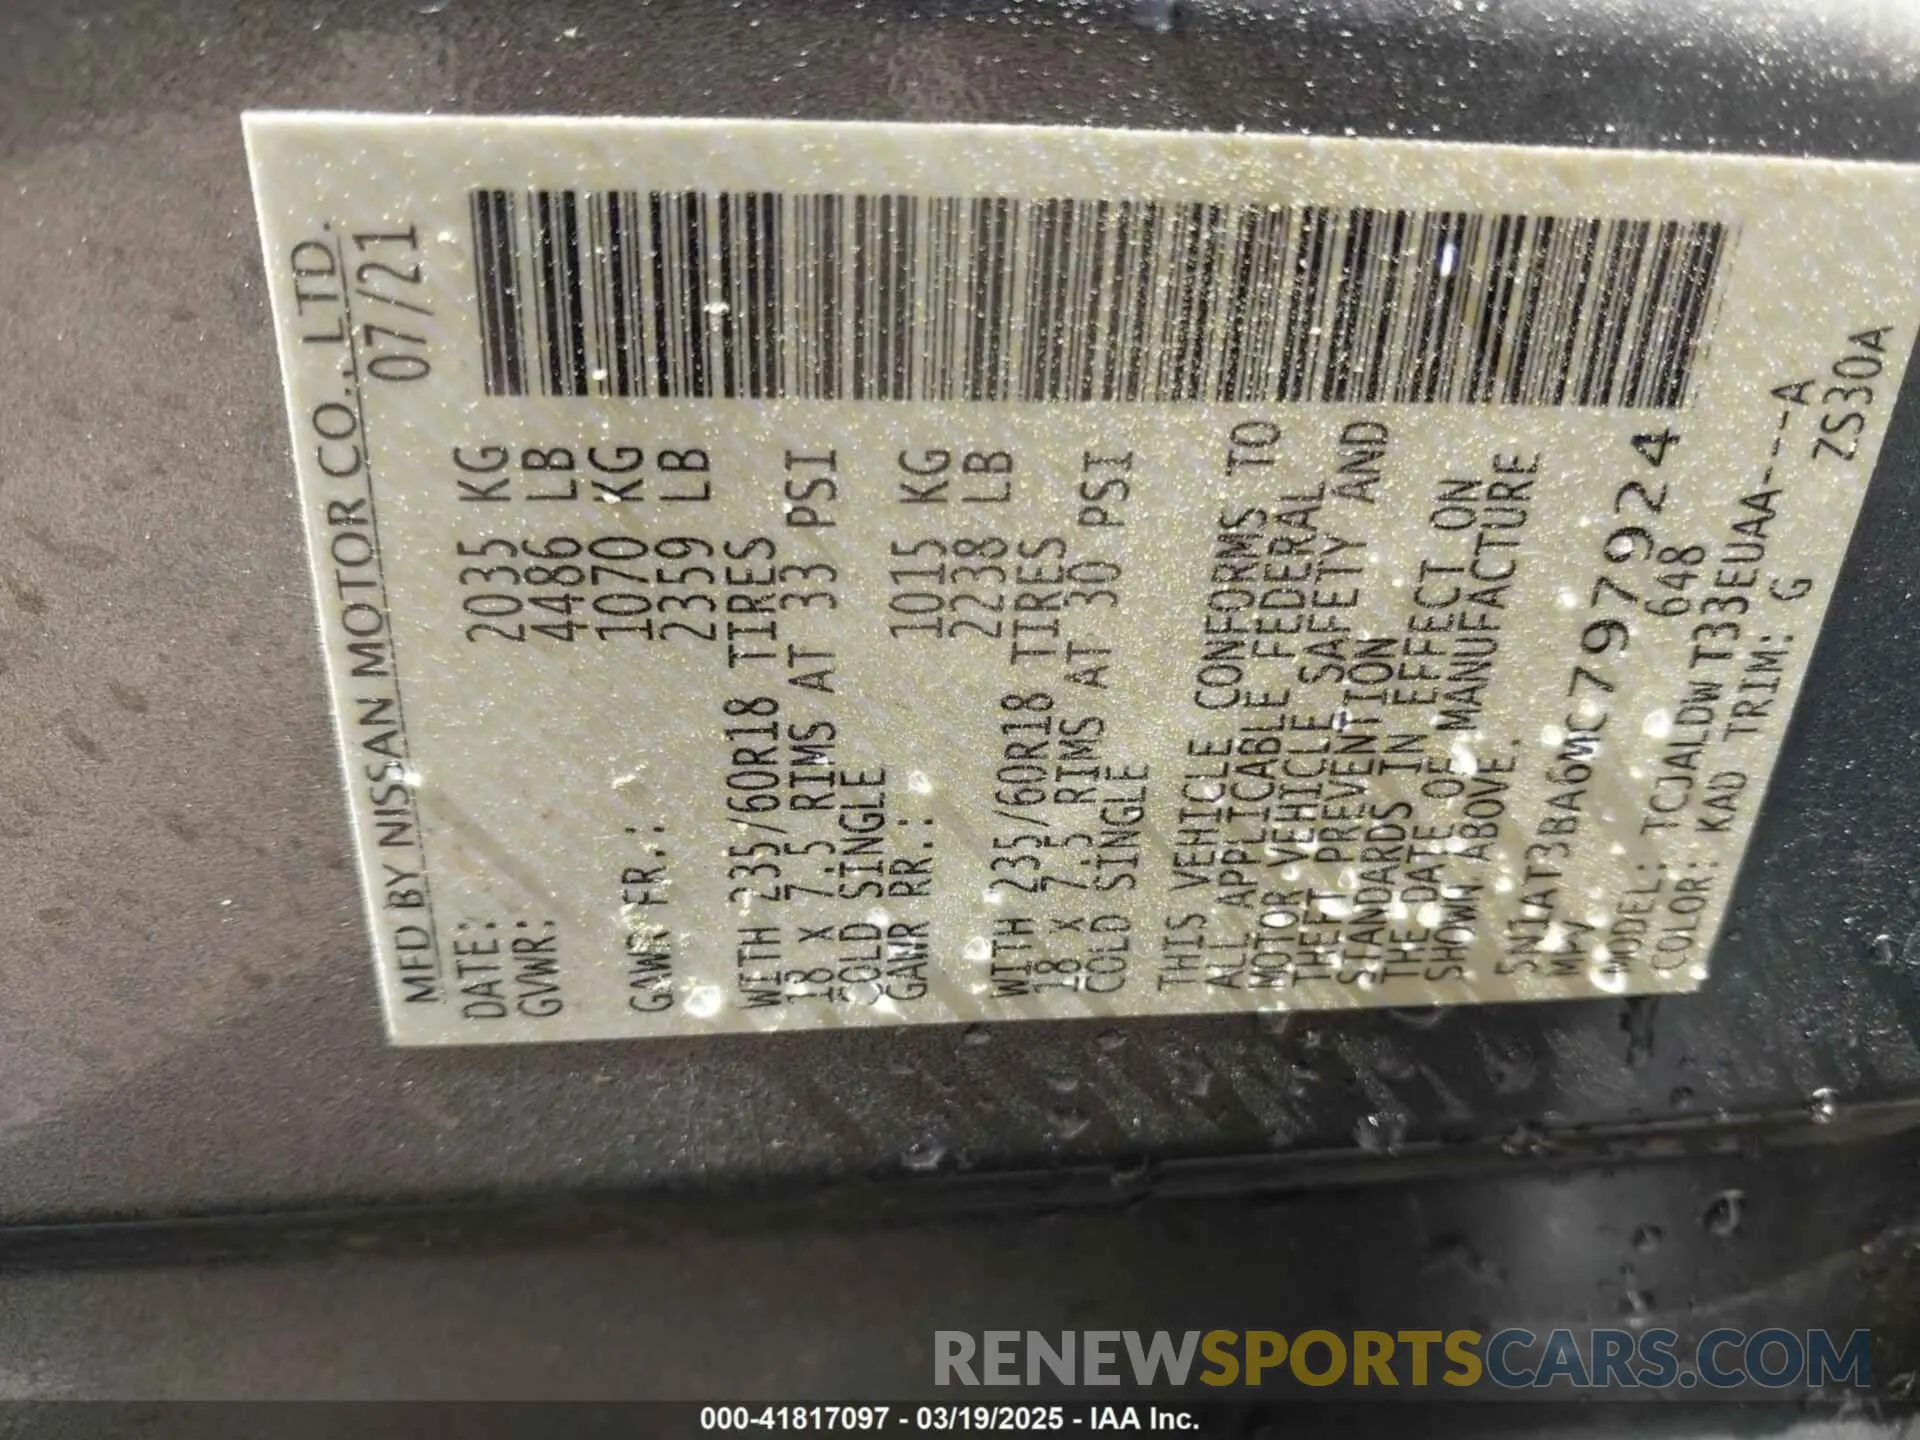 MFD BY NISSAN MOTOR CO., LTD.
DATE: 07/21
GVWR: 2035 KG
4486 LB
GAWR FR.: 1070 KG
2359 LB
WITH 235/60R18 TIRES
18 X 7.5 RIMS AT 33 PSI
COLD SINGLE
GAWR RR.: 1015 KG
2238 LB
WITH 235/60R18 TIRES
18 X 7.5 RIMS AT 30 PSI
COLD SINGLE
THIS VEHICLE CONFORMS TO
ALL APPLICABLE FEDERAL
MOTOR VEHICLE SAFETY AND
THEFT PREVENTION
STANDARDS IN EFFECT ON
THE DATE OF MANUFACTURE
SHOWN ABOVE.
5N1AT3BA6MC797924
MPV 648
MODEL: TCJALDW T33EUAA----A
COLOR: KAD TRIM: G ZS30A
RENEWSPORTSCARS.COM
000-41817097 - 03/19/2025 - IAA Inc.